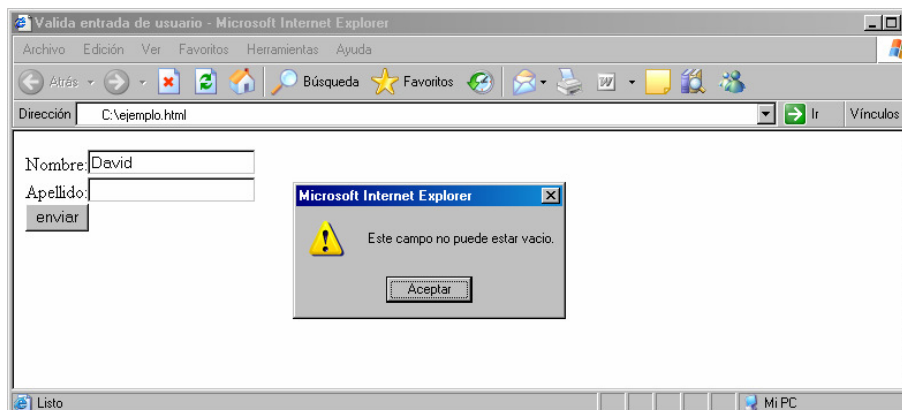 Valida entrada de usuario - Microsoft Internet Explorer
Archivo Edición Ver Favoritos Herramientas Ayuda
Atrás Búsqueda Favoritos W
Dirección C:\ejemplo.html Ir Vínculos
Nombre: David
Apellido:
enviar
Microsoft Internet Explorer
Este campo no puede estar vacio.
Aceptar
Listo Mi PC